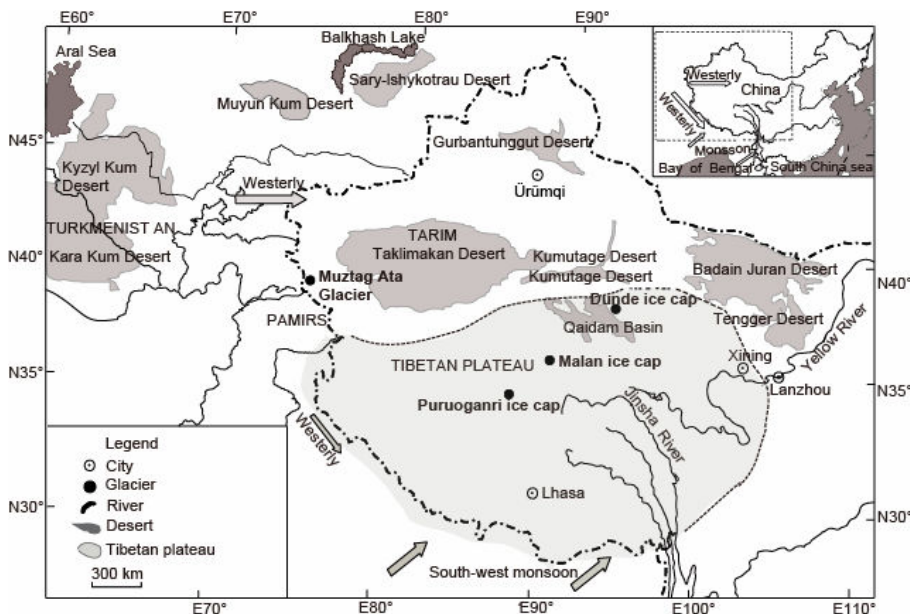 E60°
E70°
E80°
E90°
Aral Sea
Balkhash Lake
Sary-Ishykotrau Desert
Muyun Kum Desert
Westerly
China
Westerly
Monsoon
Bay of Bengal
South China sea
N45°
Gurbantunggut Desert
Kyzyl Kum
Desert
Ürümqi
Westerly
TURKMENIST AN
N40°
Kara Kum Desert
TARIM
Taklimakan Desert
Kumutage Desert
Kumutage Desert
Badain Juran Desert
N40°
Muztag Ata
Glacier
Dunde ice cap
PAMIRS
Qaidam Basin
Tengger Desert
Yellow River
TIBETAN PLATEAU
Malan ice cap
Xining
N35°
Lanzhou
N35°
Puruoganri ice cap
Jinsha River
Westerly
Legend
City
Glacier
River
Desert
Tibetan plateau
300 km
N30°
Lhasa
N30°
South-west monsoon
E70°
E80°
E90°
E100°
E110°